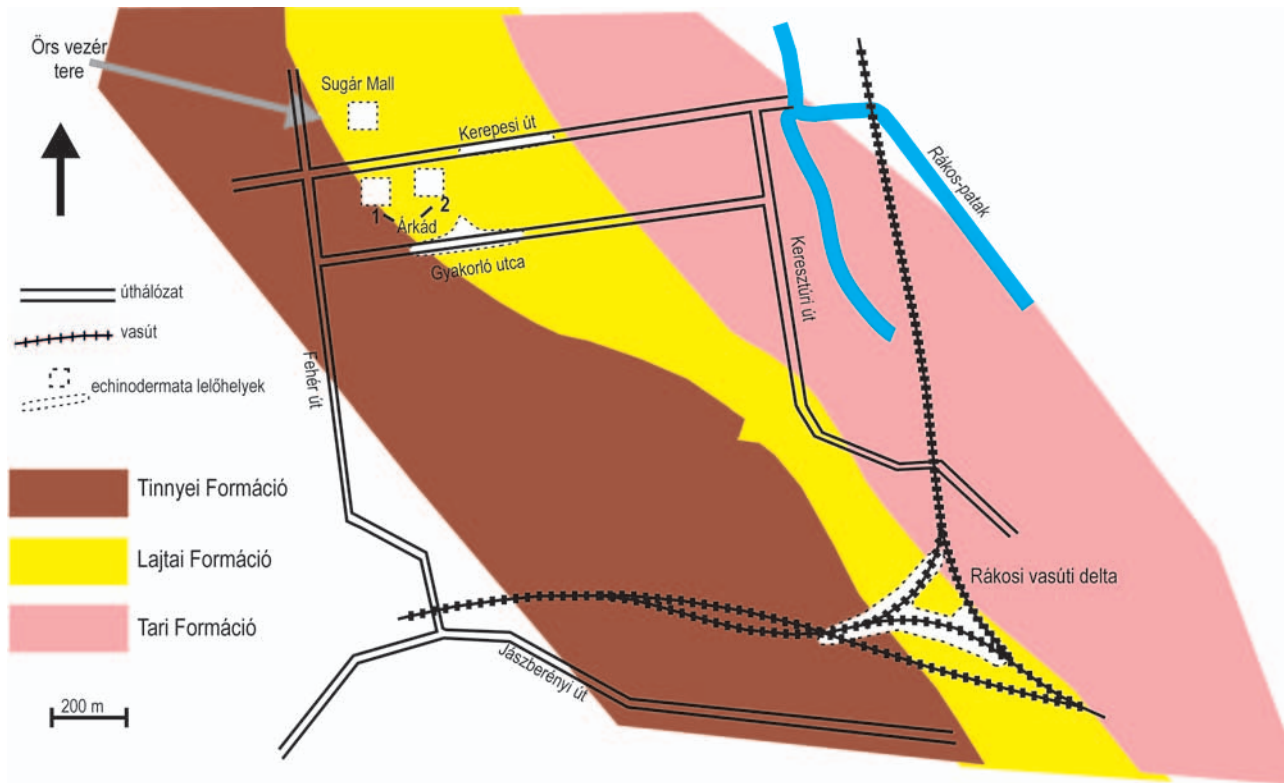 Örs vezér
tere
Sugár Mall
Kerepesi út
Rákos-patak
1
2
Árkád
Gyakorló utca
Keresztúri út
úthálózat
vasút
echinodermata lelőhelyek
Fehér út
Tinnyei Formáció
Lajtai Formáció
Tari Formáció
Rákosi vasúti delta
Jászberényi út
200 m